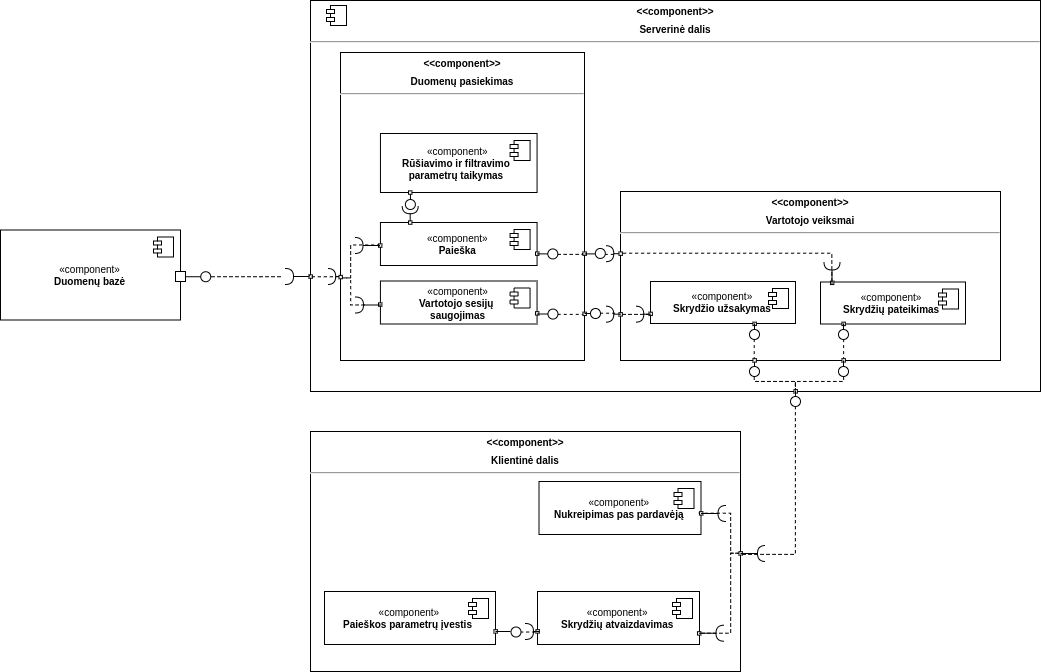 <<component>>
Serverinė dalis
<<component>>
Duomenų pasiekimas
«component»
Rūšiavimo ir filtravimo
parametrų taikymas
«component»
Paieška
«component»
Vartotojo sesijų
saugojimas
<<component>>
Vartotojo veiksmai
«component»
Skrydžio užsakymas
«component»
Skrydžių pateikimas
«component»
Duomenų bazė
<<component>>
Klientinė dalis
«component»
Nukreipimas pas pardavėją
«component»
Paieškos parametrų įvestis
«component»
Skrydžių atvaizdavimas